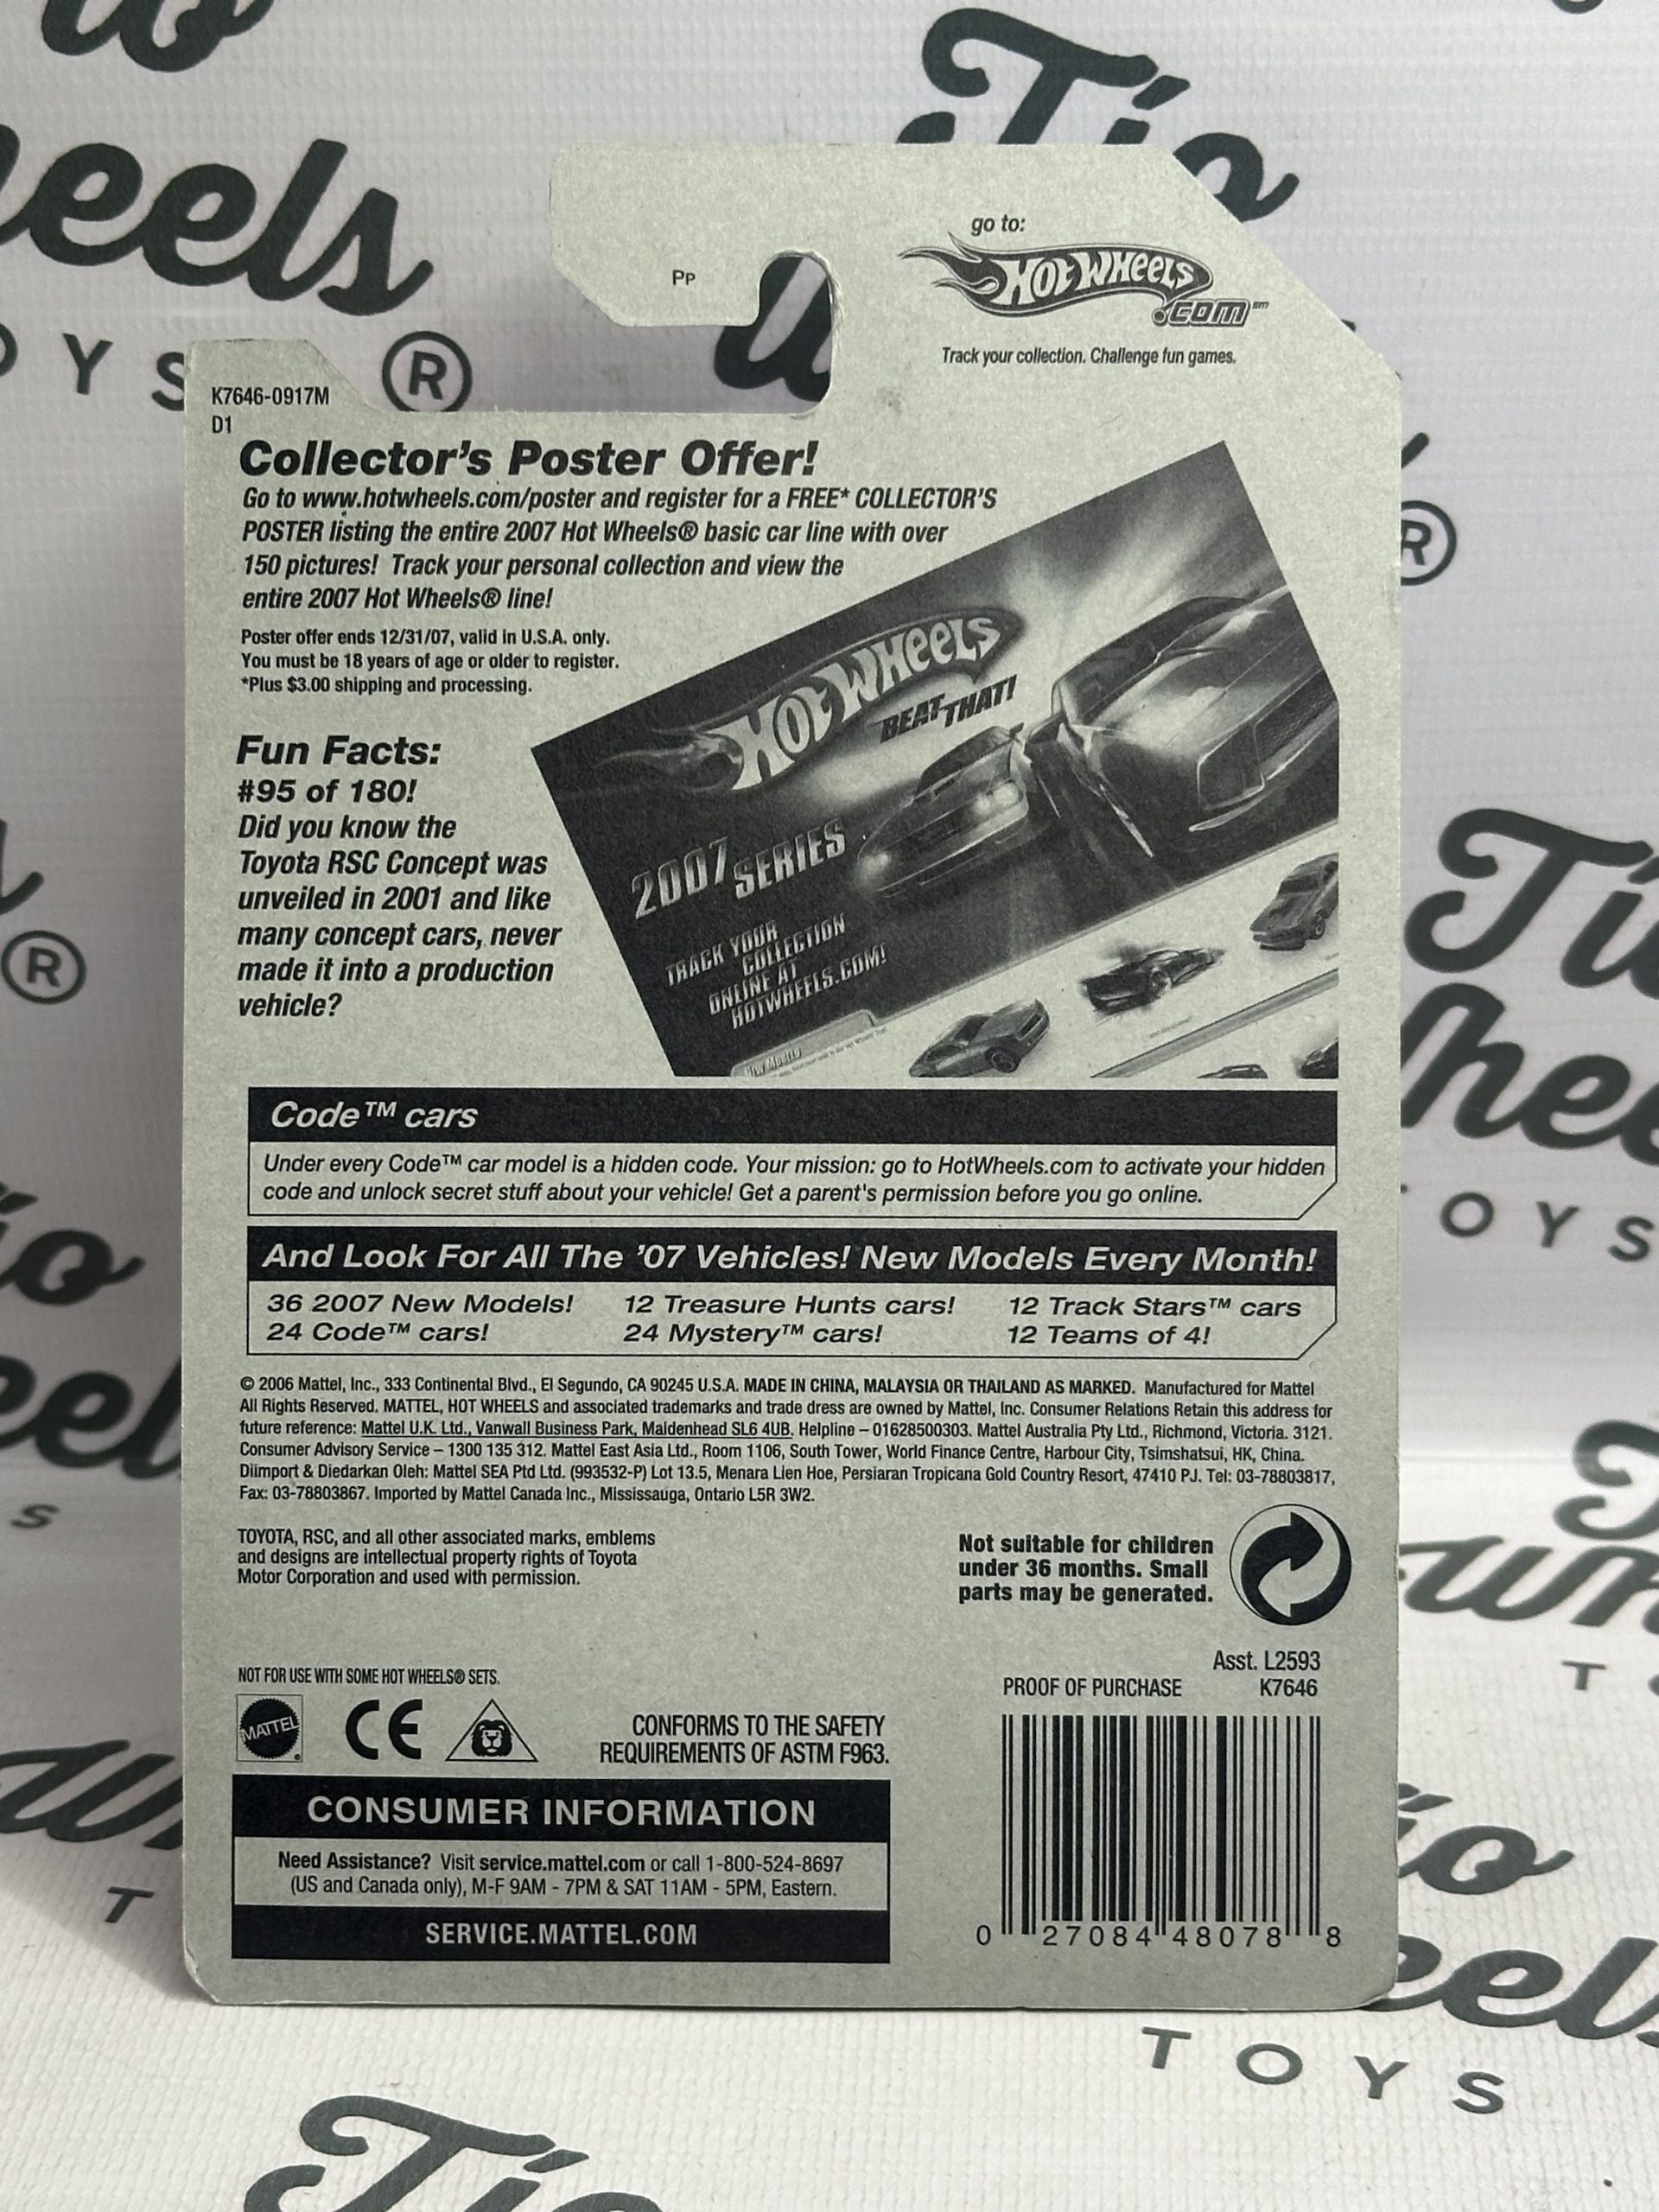 go to:
Hot Wheels
.com℠
Track your collection. Challenge fun games.
PP
K7646-0917M
D1
Collector's Poster Offer!
Go to www.hotwheels.com/poster and register for a FREE* COLLECTOR'S
POSTER listing the entire 2007 Hot Wheels® basic car line with over
150 pictures! Track your personal collection and view the
entire 2007 Hot Wheels® line!
Poster offer ends 12/31/07, valid in U.S.A. only.
You must be 18 years of age or older to register.
*Plus $3.00 shipping and processing.
Hot Wheels
BEAT THAT!
2007 SERIES
TRACK YOUR
COLLECTION
ONLINE AT
HOTWHEELS.COM!
Fun Facts:
#95 of 180!
Did you know the
Toyota RSC Concept was
unveiled in 2001 and like
many concept cars, never
made it into a production
vehicle?
Code™ cars
Under every Code™ car model is a hidden code. Your mission: go to HotWheels.com to activate your hidden
code and unlock secret stuff about your vehicle! Get a parent's permission before you go online.
And Look For All The '07 Vehicles! New Models Every Month!
36 2007 New Models! 12 Treasure Hunts cars! 12 Track Stars™ cars
24 Code™ cars! 24 Mystery™ cars! 12 Teams of 4!
© 2006 Mattel, Inc., 333 Continental Blvd., El Segundo, CA 90245 U.S.A. MADE IN CHINA, MALAYSIA OR THAILAND AS MARKED. Manufactured for Mattel
All Rights Reserved. MATTEL, HOT WHEELS and associated trademarks and trade dress are owned by Mattel, Inc. Consumer Relations Retain this address for
future reference: Mattel U.K. Ltd., Vanwall Business Park, Maidenhead SL6 4UB. Helpline – 01628500303. Mattel Australia Pty Ltd., Richmond, Victoria. 3121.
Consumer Advisory Service – 1300 135 312. Mattel East Asia Ltd., Room 1106, South Tower, World Finance Centre, Harbour City, Tsimshatsui, HK, China.
Diimport & Diedarkan Oleh: Mattel SEA Ptd Ltd. (993532-P) Lot 13.5, Menara Lien Hoe, Persiaran Tropicana Gold Country Resort, 47410 PJ. Tel: 03-78803817,
Fax: 03-78803867. Imported by Mattel Canada Inc., Mississauga, Ontario L5R 3W2.
TOYOTA, RSC, and all other associated marks, emblems
and designs are intellectual property rights of Toyota
Motor Corporation and used with permission.
Not suitable for children
under 36 months. Small
parts may be generated.
NOT FOR USE WITH SOME HOT WHEELS® SETS.
MATTEL
CE
CONFORMS TO THE SAFETY
REQUIREMENTS OF ASTM F963.
Asst. L2593
PROOF OF PURCHASE K7646
0 27084 48078 8
CONSUMER INFORMATION
Need Assistance? Visit service.mattel.com or call 1-800-524-8697
(US and Canada only), M-F 9AM - 7PM & SAT 11AM - 5PM, Eastern.
SERVICE.MATTEL.COM
Tio
wheels
TOYS
®